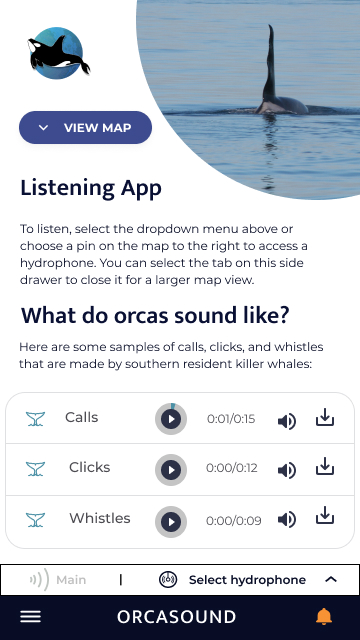 VIEW MAP
Listening App
To listen, select the dropdown menu above or
choose a pin on the map to the right to access a
hydrophone. You can select the tab on this side
drawer to close it for a larger map view.
What do orcas sound like?
Here are some samples of calls, clicks, and whistles
that are made by southern resident killer whales:
Calls 0:01/0:15
Clicks 0:00/0:12
Whistles 0:00/0:09
Main | Select hydrophone
ORCASOUND